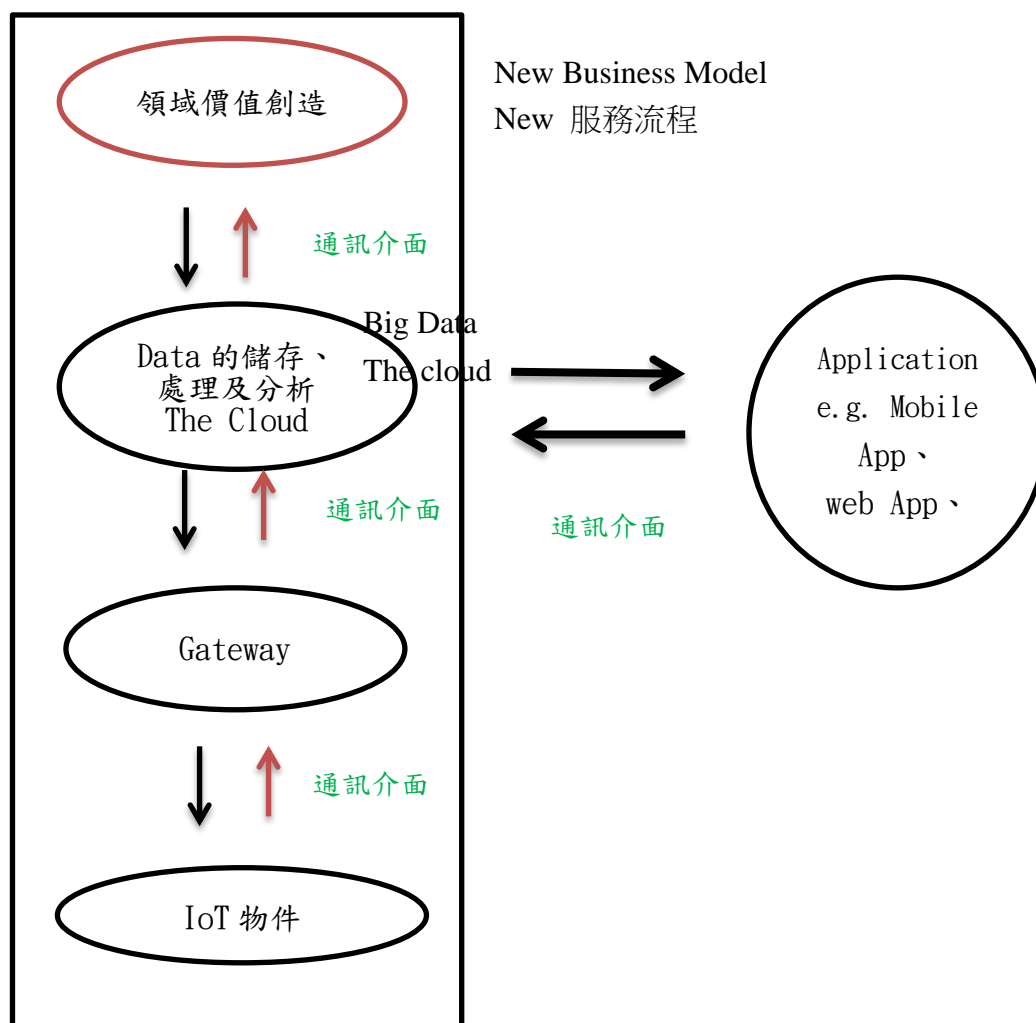 領域價值創造
New Business Model
New 服務流程
通訊介面
Big Data
The cloud
Data 的儲存、
處理及分析
The Cloud
Application
e.g. Mobile
App、
web App、
通訊介面
通訊介面
Gateway
通訊介面
IoT 物件